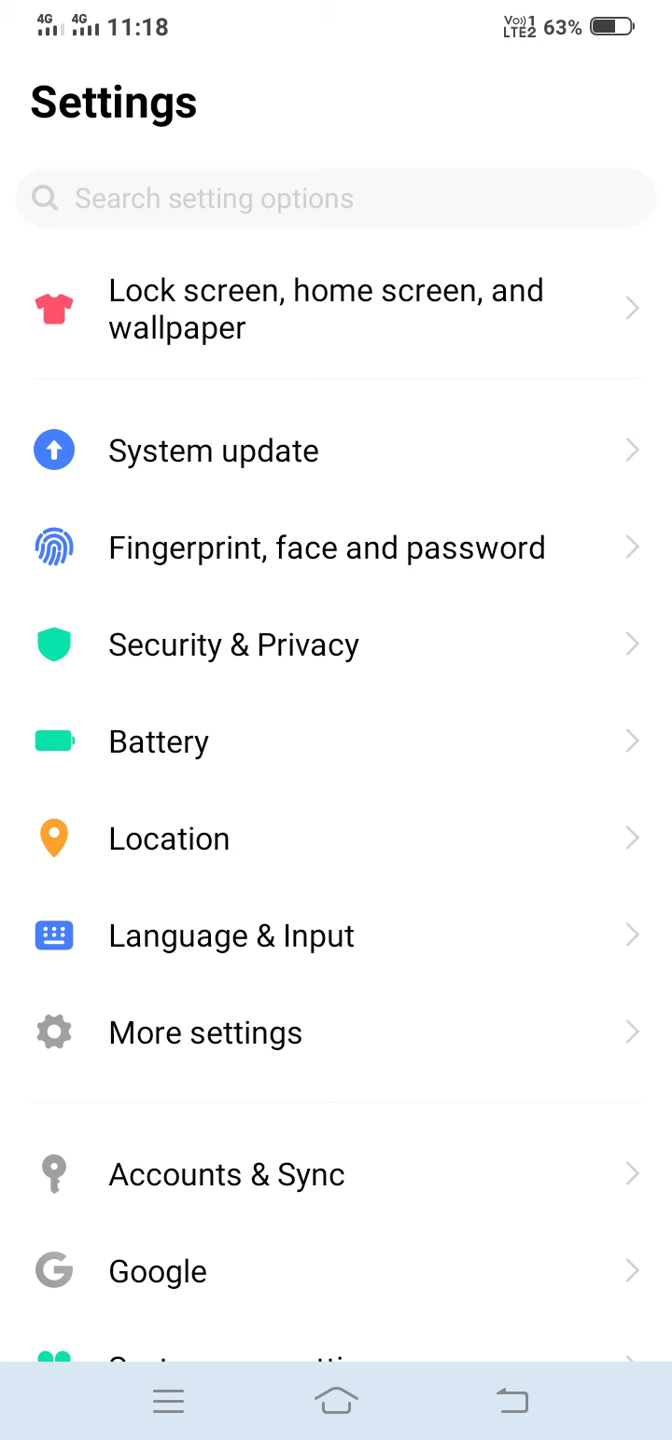 4G 4G 11:18 Vo)) 1 LTE2 63%
Settings
Search setting options
Lock screen, home screen, and
wallpaper
System update
Fingerprint, face and password
Security & Privacy
Battery
Location
Language & Input
More settings
Accounts & Sync
Google